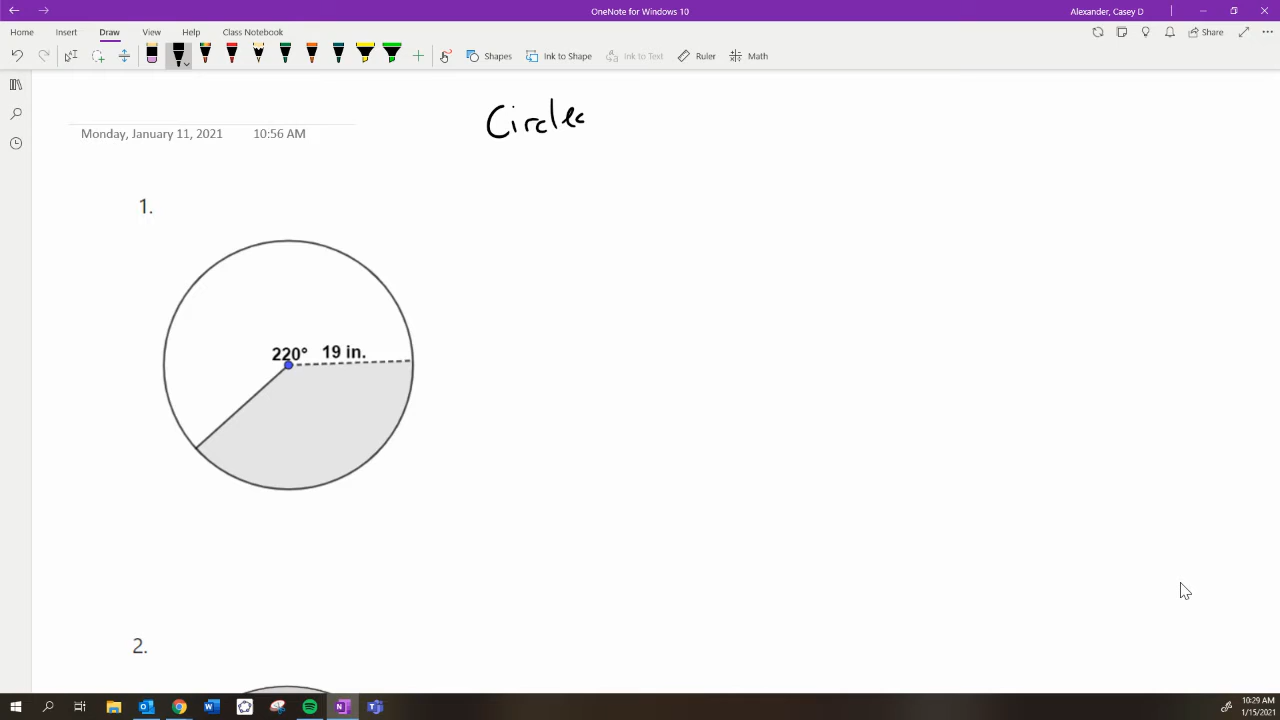 OneNote for Windows 10
Alexander, Casey D
Home Insert Draw View Help Class Notebook
Share
Shapes Ink to Shape Ink to Text Ruler Math
Monday, January 11, 2021 10:56 AM
1.
220° 19 in.
2.
10:29 AM
1/15/2021